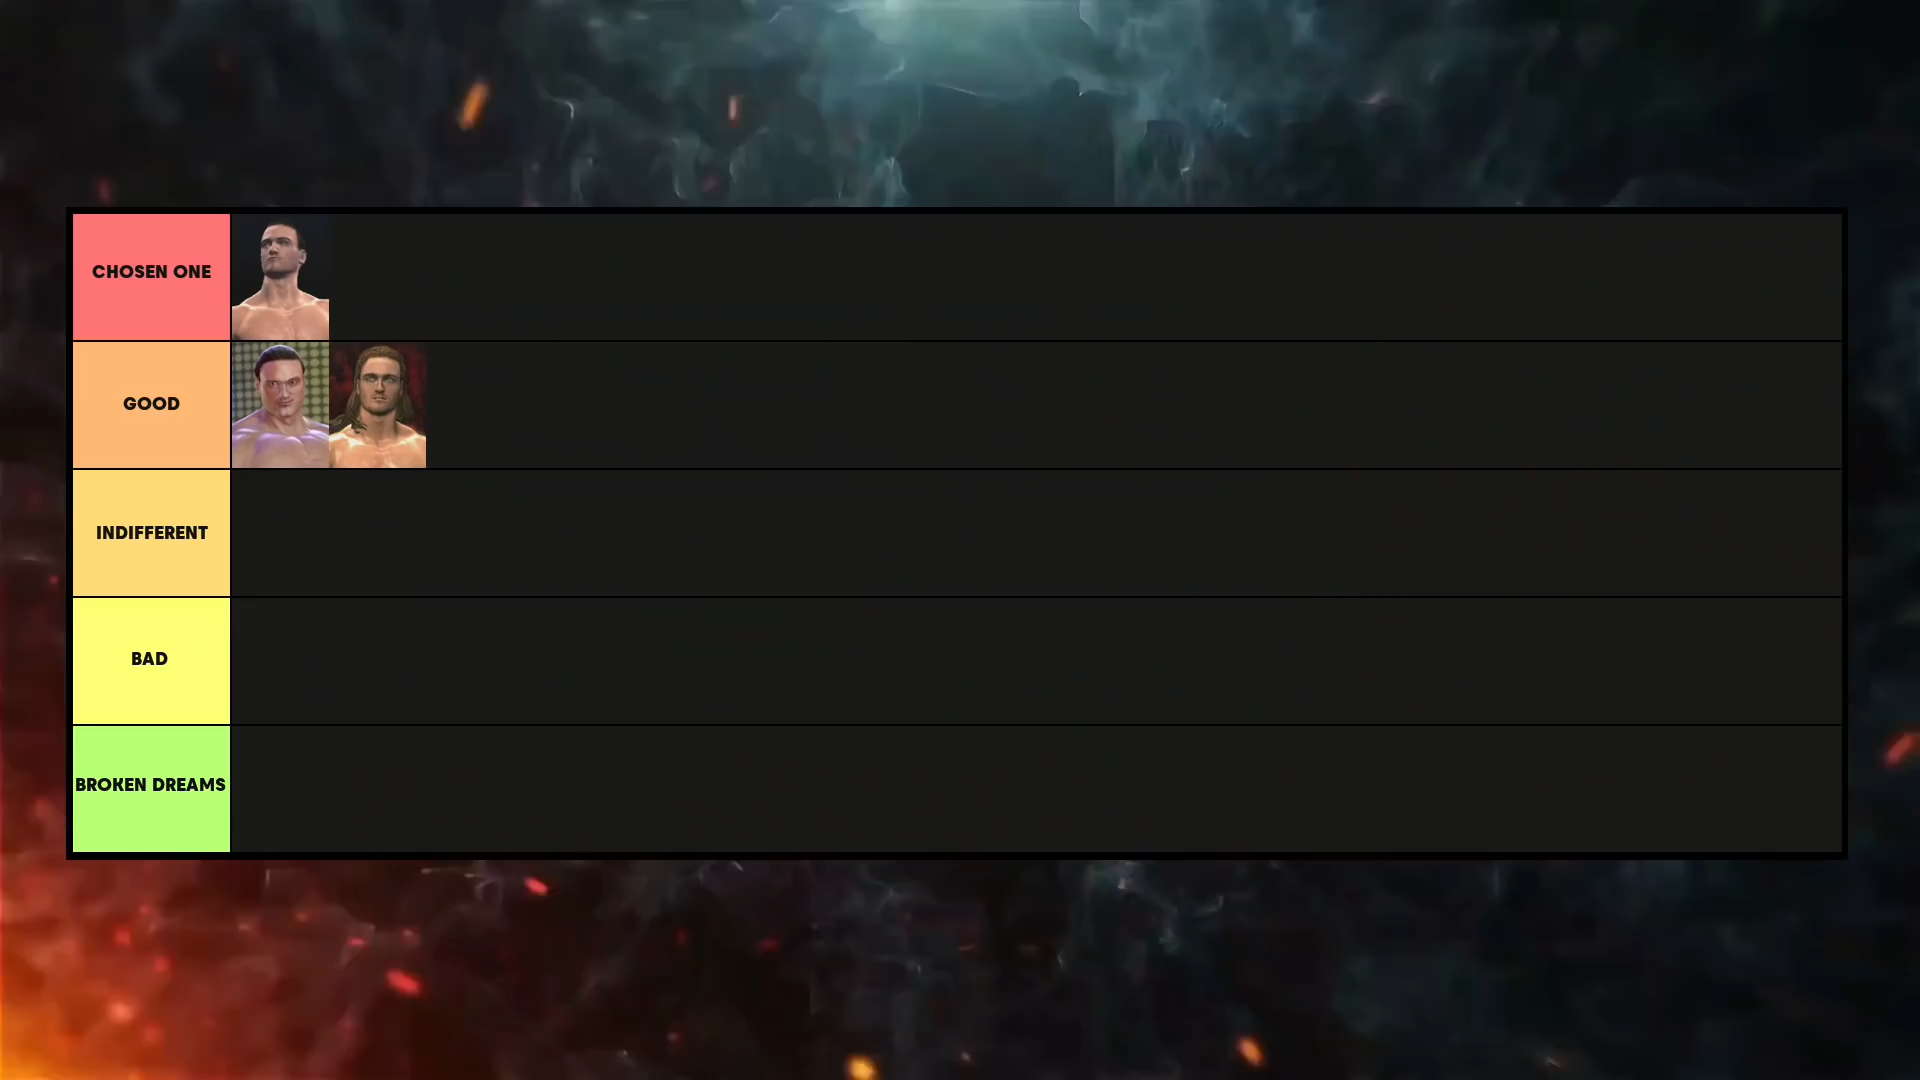 CHOSEN ONE
GOOD
INDIFFERENT
BAD
BROKEN DREAMS